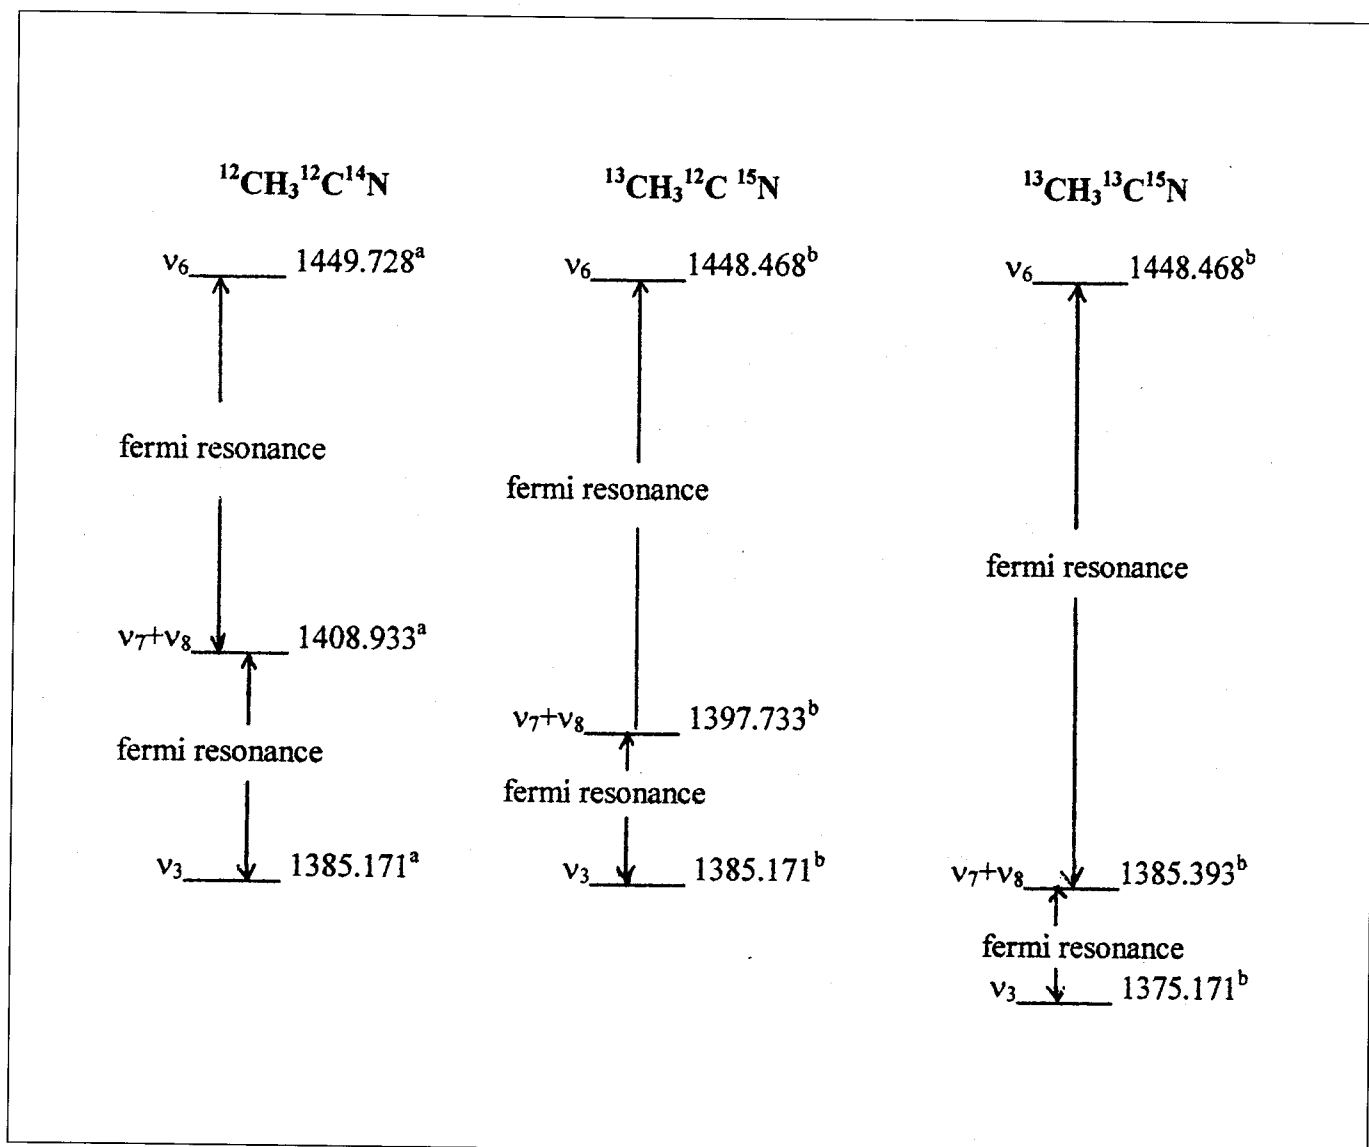 ¹²CH₃¹²C¹⁴N
ν₆ 1449.728ᵃ
fermi resonance
ν₇+ν₈ 1408.933ᵃ
fermi resonance
ν₃ 1385.171ᵃ
¹³CH₃¹²C ¹⁵N
ν₆ 1448.468ᵇ
fermi resonance
ν₇+ν₈ 1397.733ᵇ
fermi resonance
ν₃ 1385.171ᵇ
¹³CH₃¹³C¹⁵N
ν₆ 1448.468ᵇ
fermi resonance
ν₇+ν₈ 1385.393ᵇ
fermi resonance
ν₃ 1375.171ᵇ